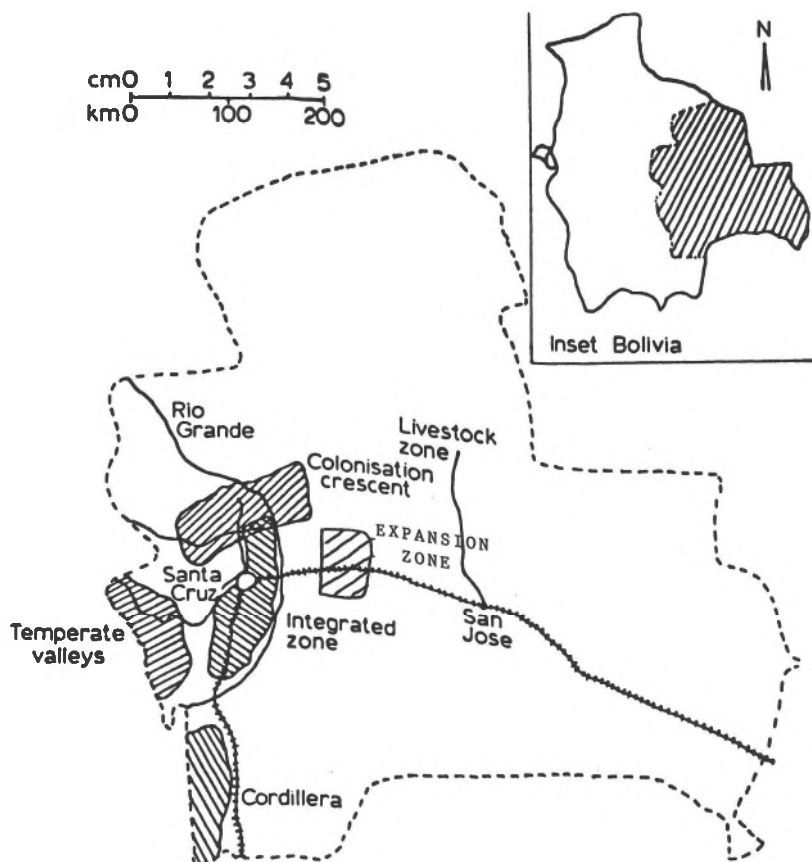 cm0 1 2 3 4 5
km0 100 200
N
Inset Bolivia
Rio
Grande
Livestock
zone
Colonisation
crescent
EXPANSION
ZONE
Santa
Cruz
Integrated
zone
San
Jose
Temperate
valleys
Cordillera